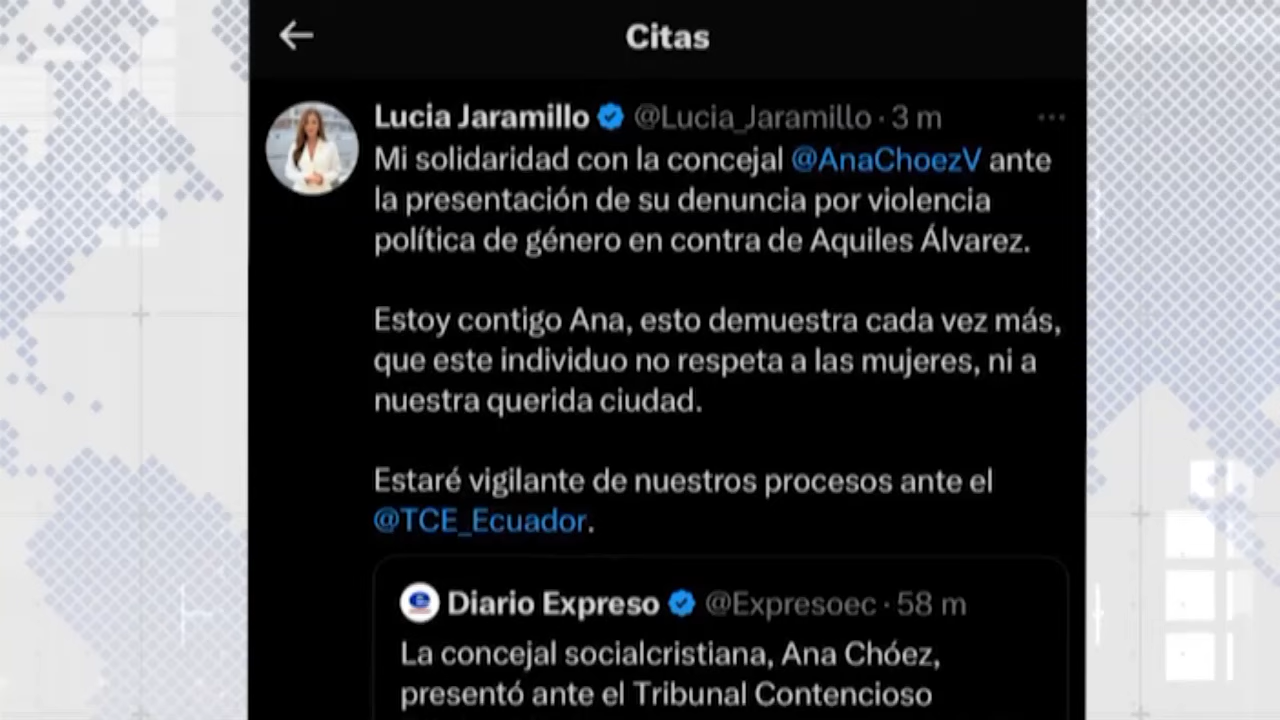 Citas
Lucia Jaramillo @Lucia_Jaramillo · 3 m
Mi solidaridad con la concejal @AnaChoezV ante
la presentación de su denuncia por violencia
política de género en contra de Aquiles Álvarez.
Estoy contigo Ana, esto demuestra cada vez más,
que este individuo no respeta a las mujeres, ni a
nuestra querida ciudad.
Estaré vigilante de nuestros procesos ante el
@TCE_Ecuador.
Diario Expreso @Expresoec · 58 m
La concejal socialcristiana, Ana Chóez,
presentó ante el Tribunal Contencioso